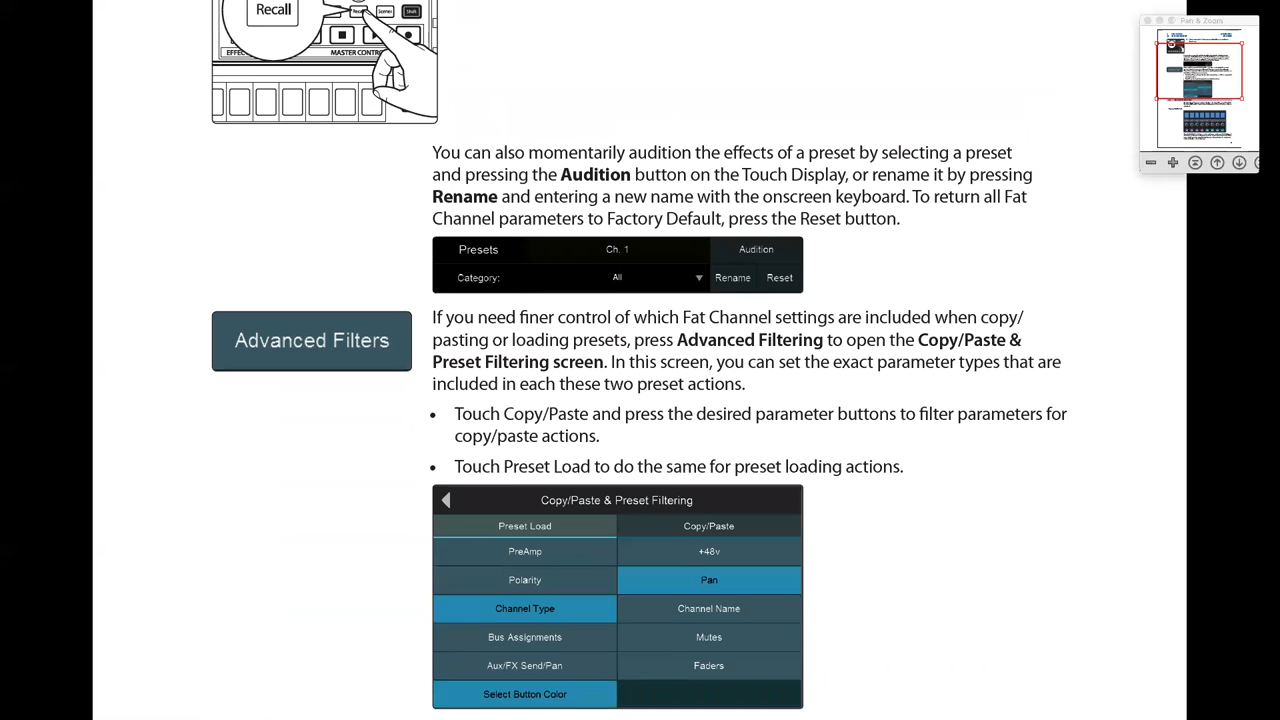 Recall
Recall Scenes Shift
EFFE
MASTER CONTRO
Pan & Zoom
You can also momentarily audition the effects of a preset by selecting a preset
and pressing the Audition button on the Touch Display, or rename it by pressing
Rename and entering a new name with the onscreen keyboard. To return all Fat
Channel parameters to Factory Default, press the Reset button.
Presets Ch. 1 Audition
Category: All Rename Reset
Advanced Filters
If you need finer control of which Fat Channel settings are included when copy/
pasting or loading presets, press Advanced Filtering to open the Copy/Paste &
Preset Filtering screen. In this screen, you can set the exact parameter types that are
included in each these two preset actions.
• Touch Copy/Paste and press the desired parameter buttons to filter parameters for
copy/paste actions.
• Touch Preset Load to do the same for preset loading actions.
Copy/Paste & Preset Filtering
Preset Load Copy/Paste
PreAmp +48v
Polarity Pan
Channel Type Channel Name
Bus Assignments Mutes
Aux/FX Send/Pan Faders
Select Button Color